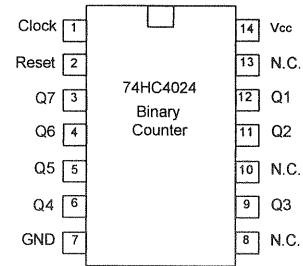 Clock 1 14 Vcc
Reset 2 13 N.C.
74HC4024
Q7 3 12 Q1
Binary
Q6 4 11 Q2
Counter
Q5 5 10 N.C.
Q4 6 9 Q3
GND 7 8 N.C.